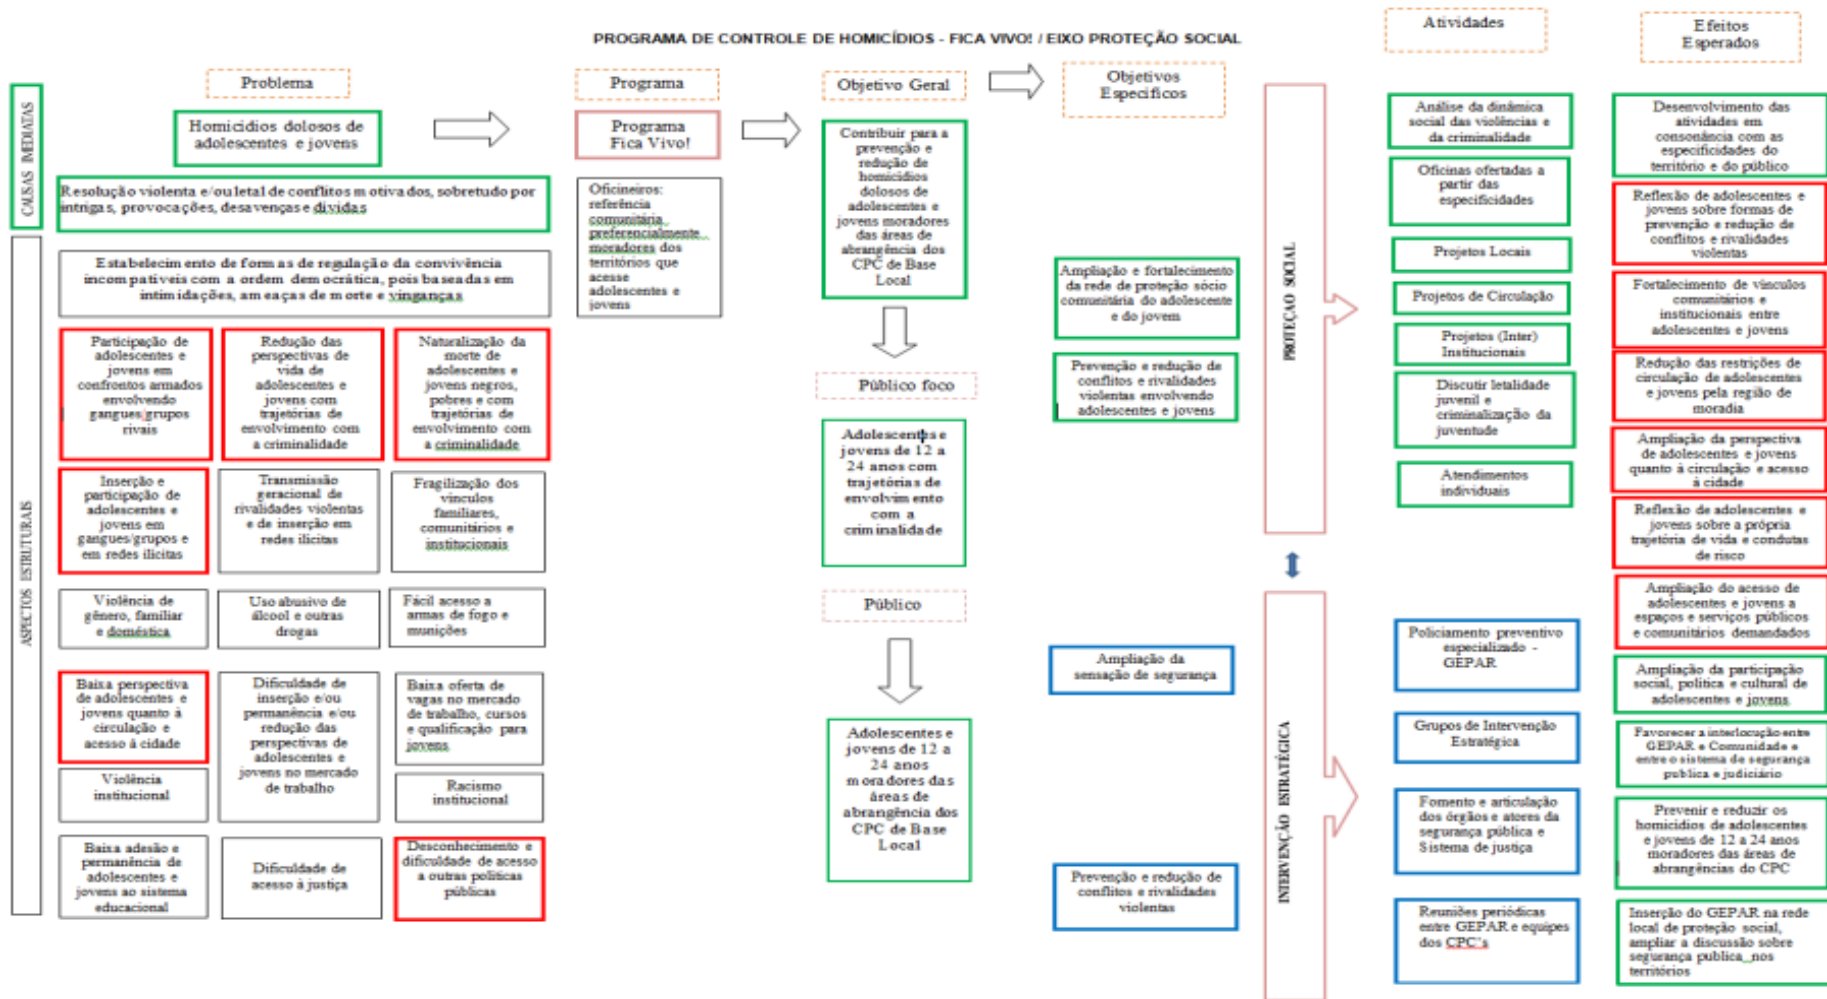 PROGRAMA DE CONTROLE DE HOMICÍDIOS - FICA VIVO! / EIXO PROTEÇÃO SOCIAL
CAUSAS IMEDIATAS
ASPECTOS ESTRUTURAIS
Problema
Homicídios dolosos de
adolescentes e jovens
Resolução violenta e/ou letal de conflitos motivados, sobretudo por
intrigas, provocações, desavenças e dívidas
Estabelecimento de formas de regulação da convivência
incompatíveis com a ordem democrática, pois baseadas em
intimidações, ameaças de morte e vinganças
Participação de
adolescentes e
jovens em
confrontos armados
envolvendo
gangues/grupos
rivais
Redução das
perspectivas de
vida de
adolescentes e
jovens com
trajetórias de
envolvimento com
a criminalidade
Naturalização da
morte de
adolescentes e
jovens negros,
pobres e com
trajetórias de
envolvimento com
a criminalidade
Inserção e
participação de
adolescentes e
jovens em
gangues/grupos e
em redes ilícitas
Transmissão
geracional de
rivalidades violentas
e de inserção em
redes ilícitas
Fragilização dos
vínculos
familiares,
comunitários e
institucionais
Violência de
gênero, familiar
e doméstica
Uso abusivo de
álcool e outras
drogas
Fácil acesso a
armas de fogo e
munições
Baixa perspectiva
de adolescentes e
jovens quanto à
circulação e
acesso à cidade
Dificuldade de
inserção e/ou
permanência e/ou
redução das
perspectivas de
adolescentes e
jovens no mercado
de trabalho
Baixa oferta de
vagas no mercado
de trabalho, cursos
e qualificação para
jovens
Violência
institucional
Racismo
institucional
Baixa adesão e
permanência de
adolescentes e
jovens ao sistema
educacional
Dificuldade de
acesso à justiça
Desconhecimento e
dificuldade de acesso
a outras políticas
públicas
Programa
Programa
Fica Vivo!
Oficineiros:
referência
comunitária
preferencialmente
moradores dos
territórios que
acesse
adolescentes e
jovens
Objetivo Geral
Contribuir para a
prevenção e
redução de
homicídios
dolosos de
adolescentes e
jovens moradores
das áreas de
abrangência dos
CPC de Base
Local
Público foco
Adolescentes e
jovens de 12 a
24 anos com
trajetórias de
envolvimento
com a
criminalidade
Público
Adolescentes e
jovens de 12 a
24 anos
moradores das
áreas de
abrangência dos
CPC de Base
Local
Objetivos
Específicos
Ampliação e fortalecimento
da rede de proteção sócio
comunitária do adolescente
e do jovem
Prevenção e redução de
conflitos e rivalidades
violentas envolvendo
adolescentes e jovens
Ampliação da
sensação de segurança
Prevenção e redução de
conflitos e rivalidades
violentas
PROTEÇÃO SOCIAL
INTERVENÇÃO ESTRATÉGICA
Atividades
Análise da dinâmica
social das violências e
da criminalidade
Oficinas ofertadas a
partir das
especificidades
Projetos Locais
Projetos de Circulação
Projetos (Inter)
Institucionais
Discutir letalidade
juvenil e
criminalização da
juventude
Atendimentos
individuais
Policiamento preventivo
especializado -
GEPAR
Grupos de Intervenção
Estratégica
Fomento e articulação
dos órgãos e atores da
segurança pública e
Sistema de justiça
Reuniões periódicas
entre GEPAR e equipes
dos CPC's
Efeitos
Esperados
Desenvolvimento das
atividades em
consonância com as
especificidades do
território e do público
Reflexão de adolescentes e
jovens sobre formas de
prevenção e redução de
conflitos e rivalidades
violentas
Fortalecimento de vínculos
comunitários e
institucionais entre
adolescentes e jovens
Redução das restrições de
circulação de adolescentes
e jovens pela região de
moradia
Ampliação da perspectiva
de adolescentes e jovens
quanto à circulação e acesso
à cidade
Reflexão de adolescentes e
jovens sobre a própria
trajetória de vida e condutas
de risco
Ampliação do acesso de
adolescentes e jovens a
espaços e serviços públicos
e comunitários demandados
Ampliação da participação
social, política e cultural de
adolescentes e jovens
Favorecer a interlocução entre
GEPAR e Comunidade e
entre o sistema de segurança
publica e judiciário
Prevenir e reduzir os
homicídios de adolescentes
e jovens de 12 a 24 anos
moradores das áreas de
abrangências do CPC
Inserção do GEPAR na rede
local de proteção social,
ampliar a discussão sobre
segurança publica nos
territórios